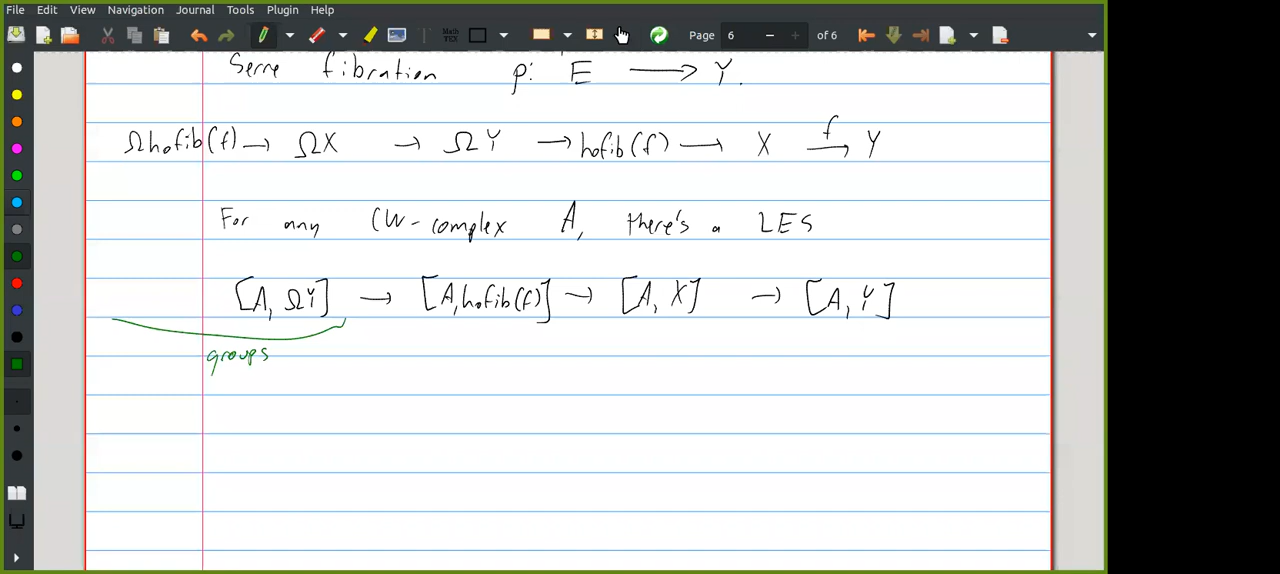 File Edit View Navigation Journal Tools Plugin Help
Page 6 of 6
Serre fibration p: E ⟶ Y.
Ωhofib(f) → ΩX → ΩY → hofib(f) → X →f Y
For any CW-complex A, there's a LES
[A, ΩY] → [A, hofib(f)] → [A, X] → [A, Y]
groups